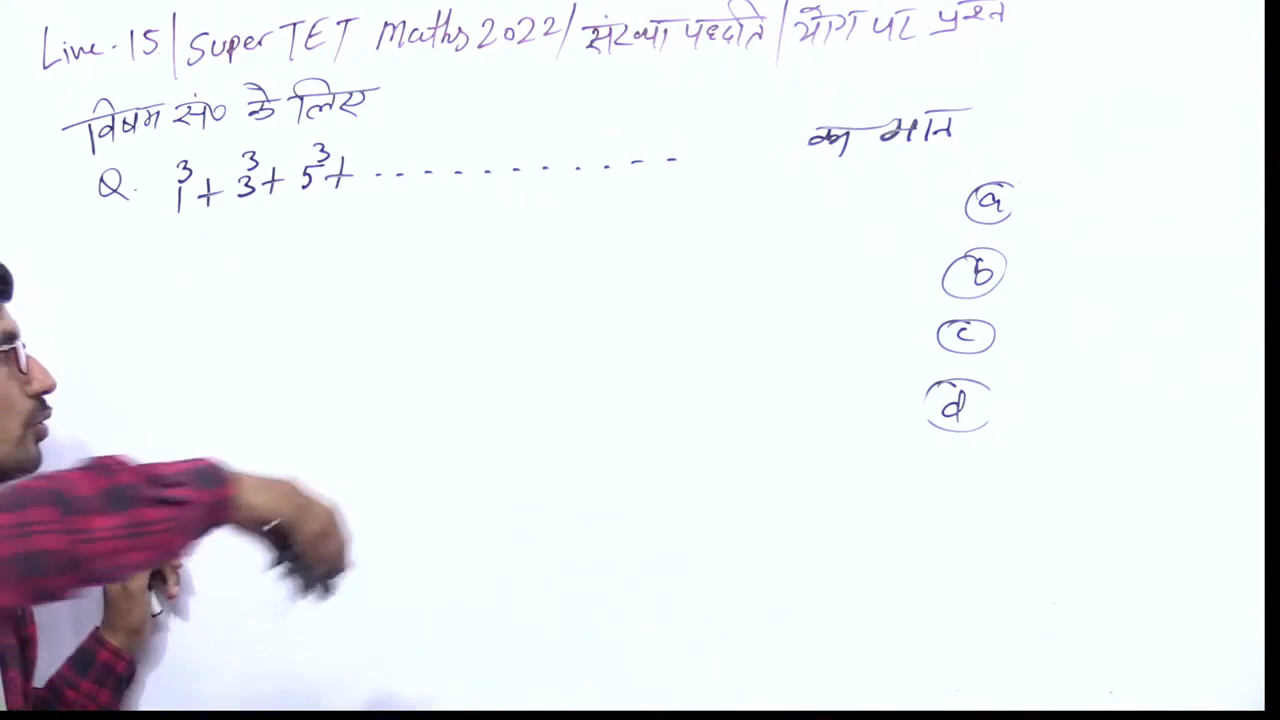 Live-15/Super TET Maths 2022/संख्या पद्धति/योग पर प्रश्न
विषम सं० के लिए
का मान
Q. 1³ + 3³ + 5³ + - - - - - - - - - - - -
a
b
c
d